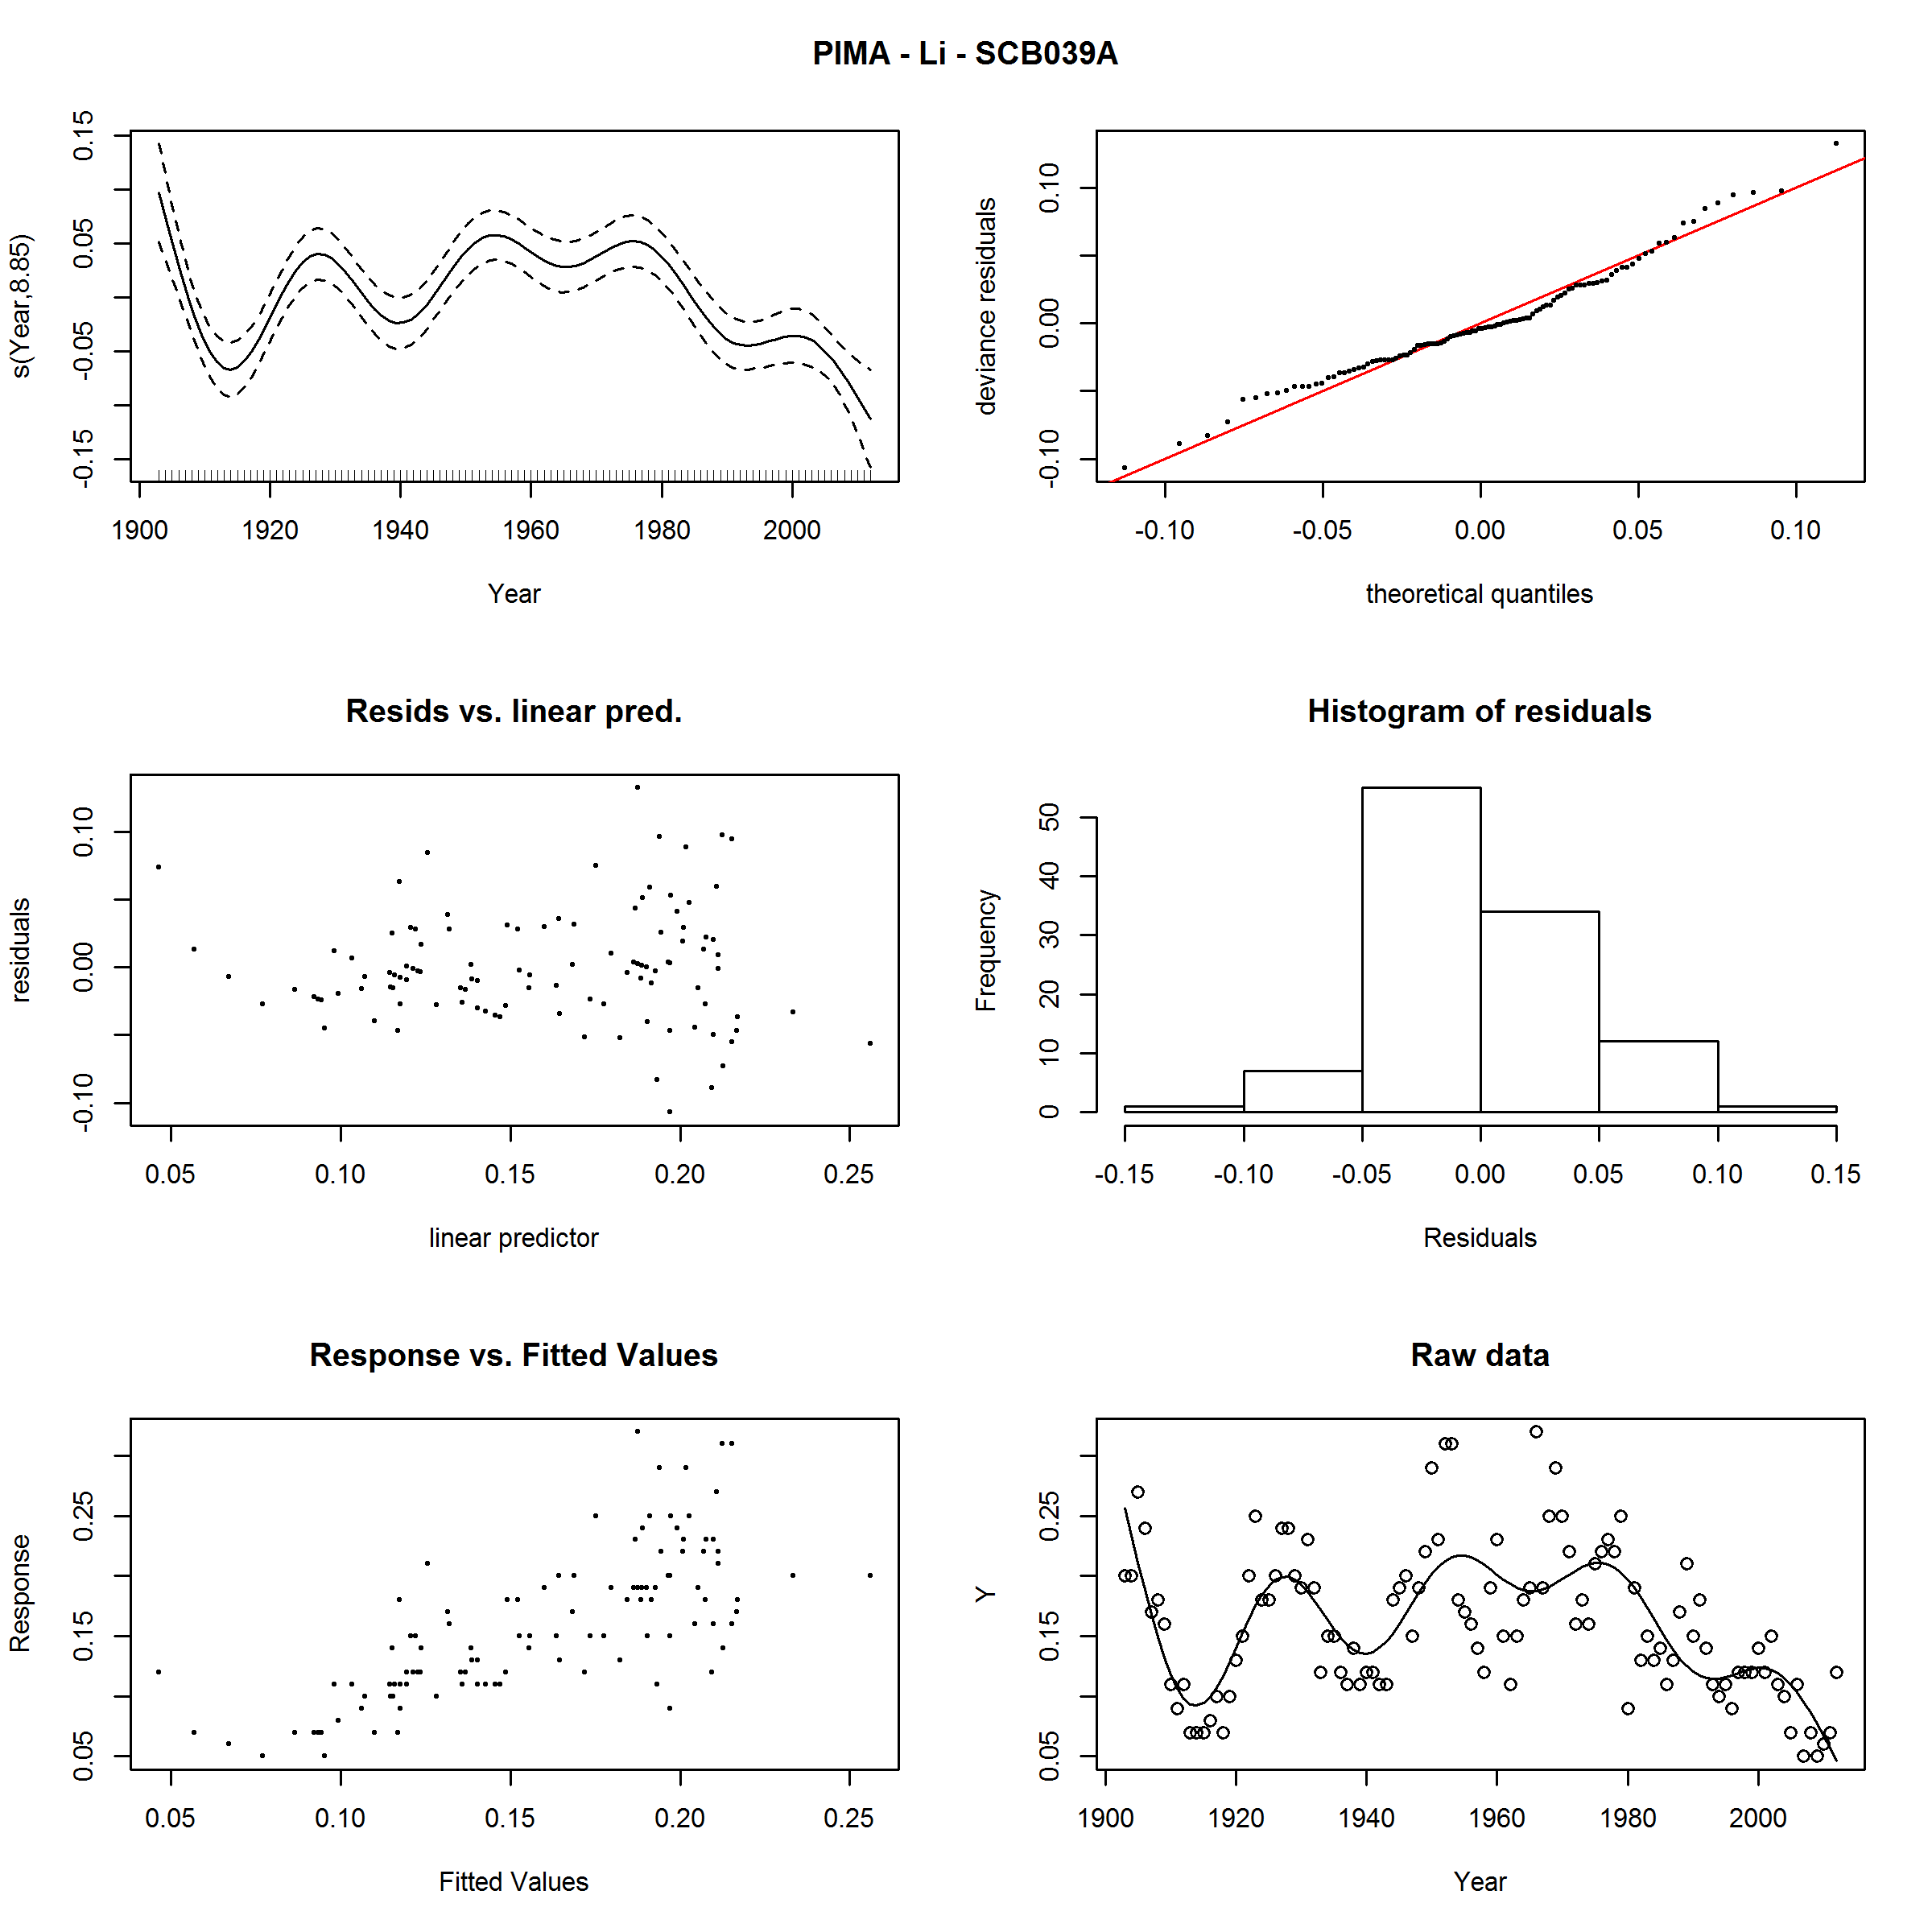 PIMA - Li - SCB039A
s(Year,8.85)
0.15
0.05
-0.05
-0.15
1900 1920 1940 1960 1980 2000
Year
deviance residuals
0.10
0.00
-0.10
-0.10 -0.05 0.00 0.05 0.10
theoretical quantiles
Resids vs. linear pred.
residuals
0.10
0.00
-0.10
0.05 0.10 0.15 0.20 0.25
linear predictor
Histogram of residuals
Frequency
50
40
30
20
10
0
-0.15 -0.10 -0.05 0.00 0.05 0.10 0.15
Residuals
Response vs. Fitted Values
Response
0.25
0.15
0.05
0.05 0.10 0.15 0.20 0.25
Fitted Values
Raw data
Y
0.25
0.15
0.05
1900 1920 1940 1960 1980 2000
Year